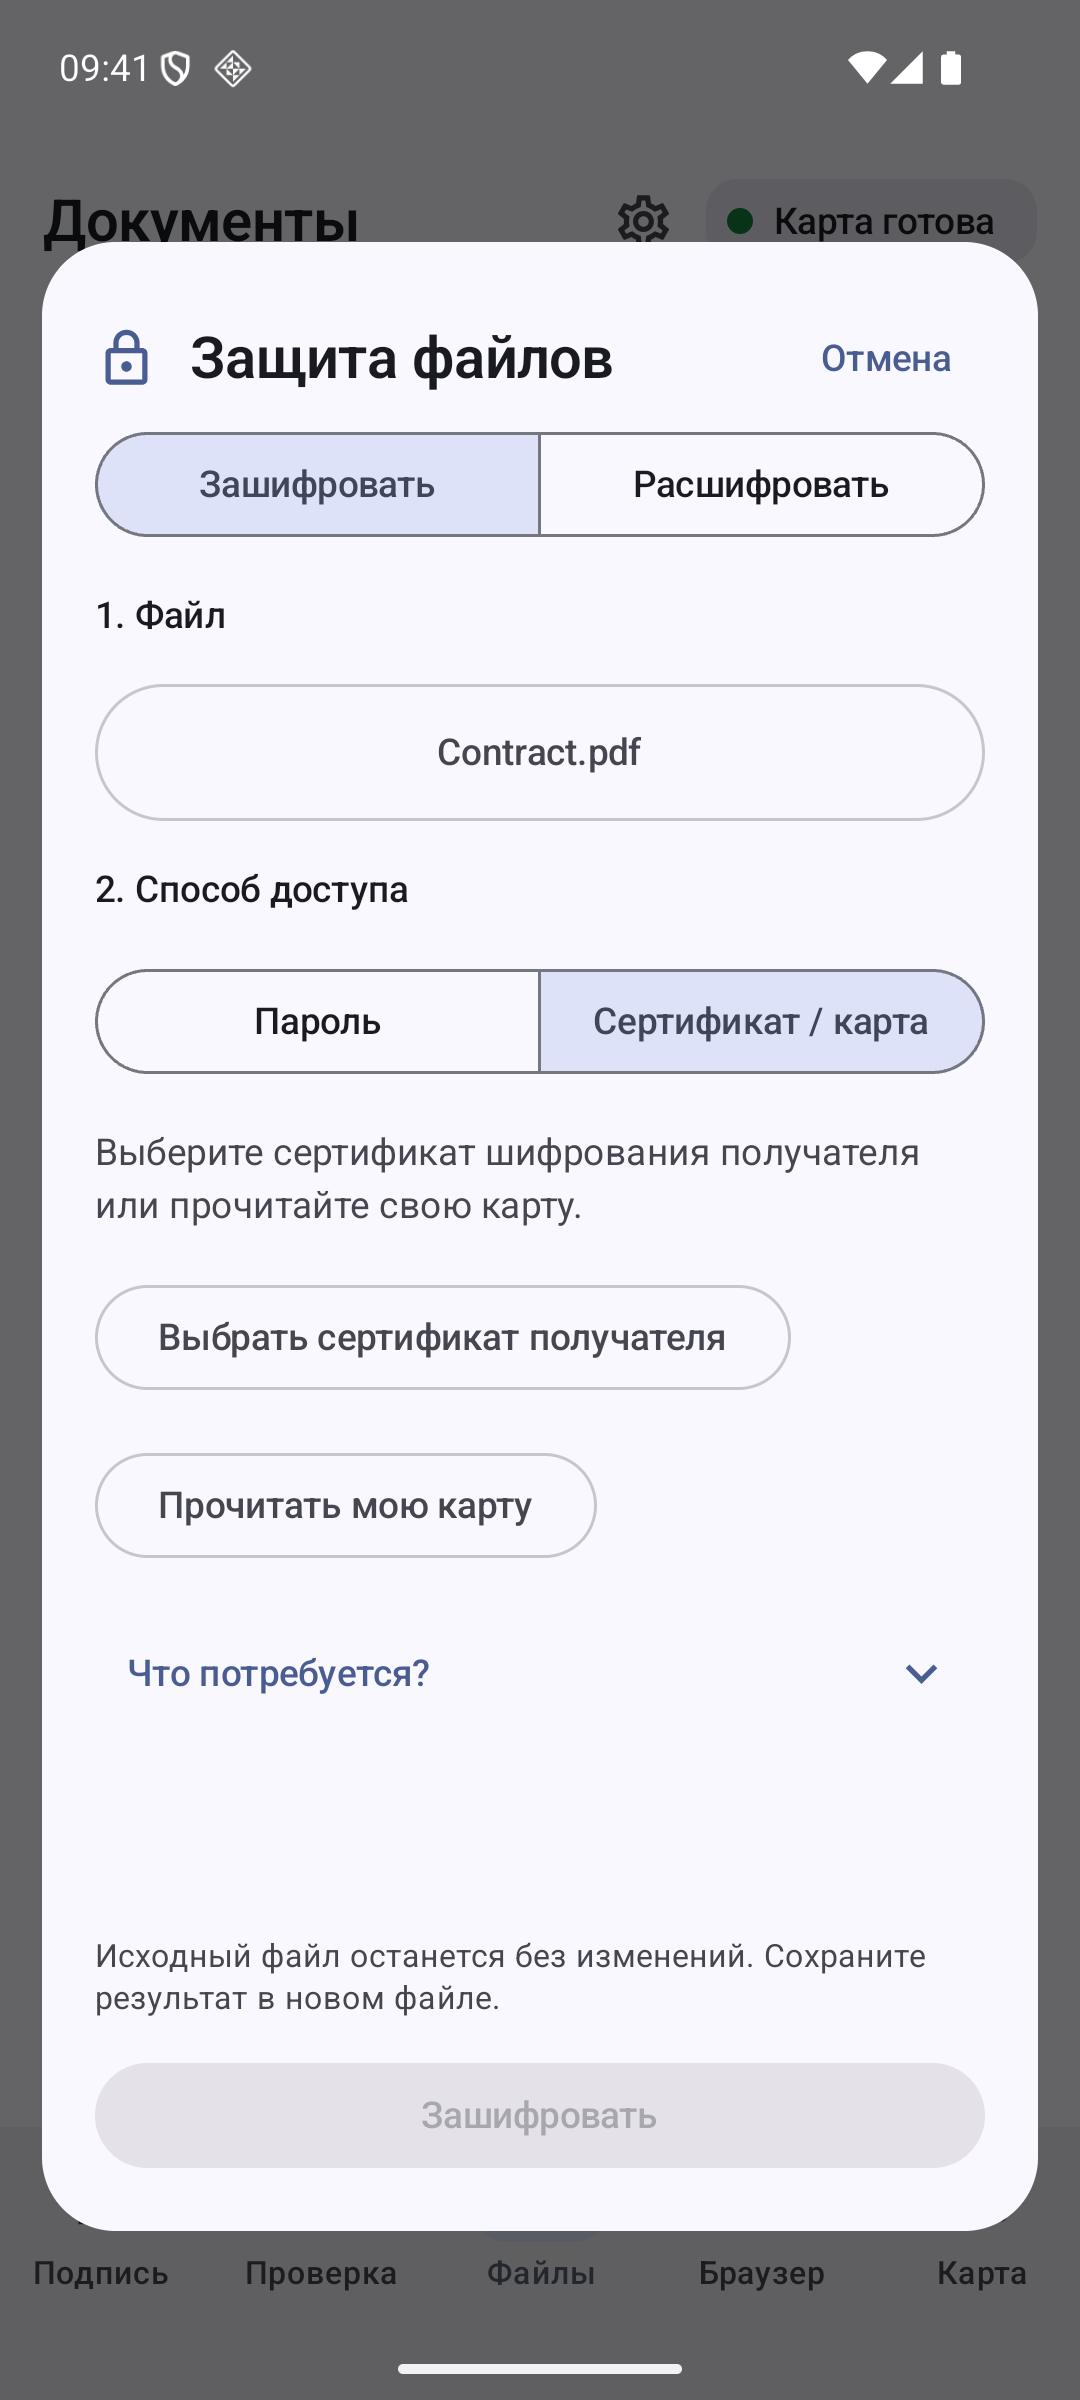 09:41
Документы
Карта готова
Защита файлов
Отмена
Зашифровать
Расшифровать
1. Файл
Contract.pdf
2. Способ доступа
Пароль
Сертификат / карта
Выберите сертификат шифрования получателя
или прочитайте свою карту.
Выбрать сертификат получателя
Прочитать мою карту
Что потребуется?
Исходный файл останется без изменений. Сохраните
результат в новом файле.
Зашифровать
Подпись
Проверка
Файлы
Браузер
Карта